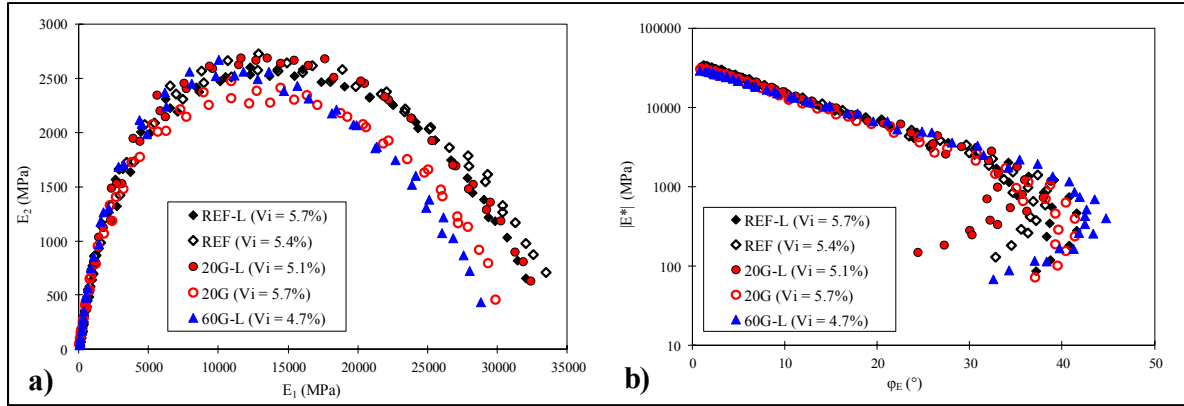 3000
2500
2000
1500
1000
500
0
E₂ (MPa)
REF-L (Vi = 5.7%)
REF (Vi = 5.4%)
20G-L (Vi = 5.1%)
20G (Vi = 5.7%)
60G-L (Vi = 4.7%)
0 5000 10000 15000 20000 25000 30000 35000
E₁ (MPa)
a)
100000
10000
1000
100
10
|E*| (MPa)
REF-L (Vi = 5.7%)
REF (Vi = 5.4%)
20G-L (Vi = 5.1%)
20G (Vi = 5.7%)
60G-L (Vi = 4.7%)
0 10 20 30 40 50
φE (°)
b)